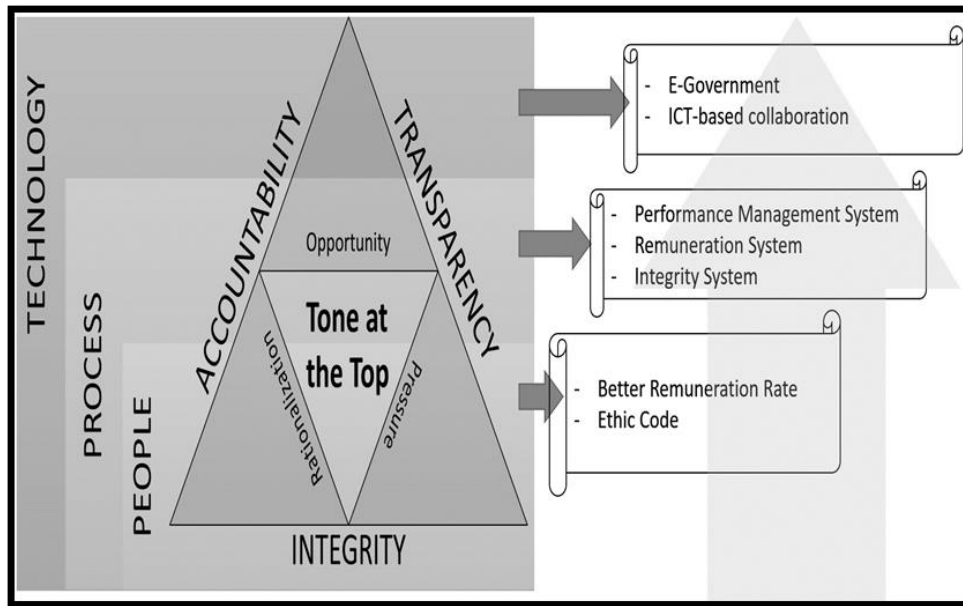 TECHNOLOGY
PROCESS
PEOPLE
ACCOUNTABILITY
TRANSPARENCY
INTEGRITY
Opportunity
Tone at
the Top
Rationalization
Pressure
- E-Government
- ICT-based collaboration
- Performance Management System
- Remuneration System
- Integrity System
- Better Remuneration Rate
- Ethic Code